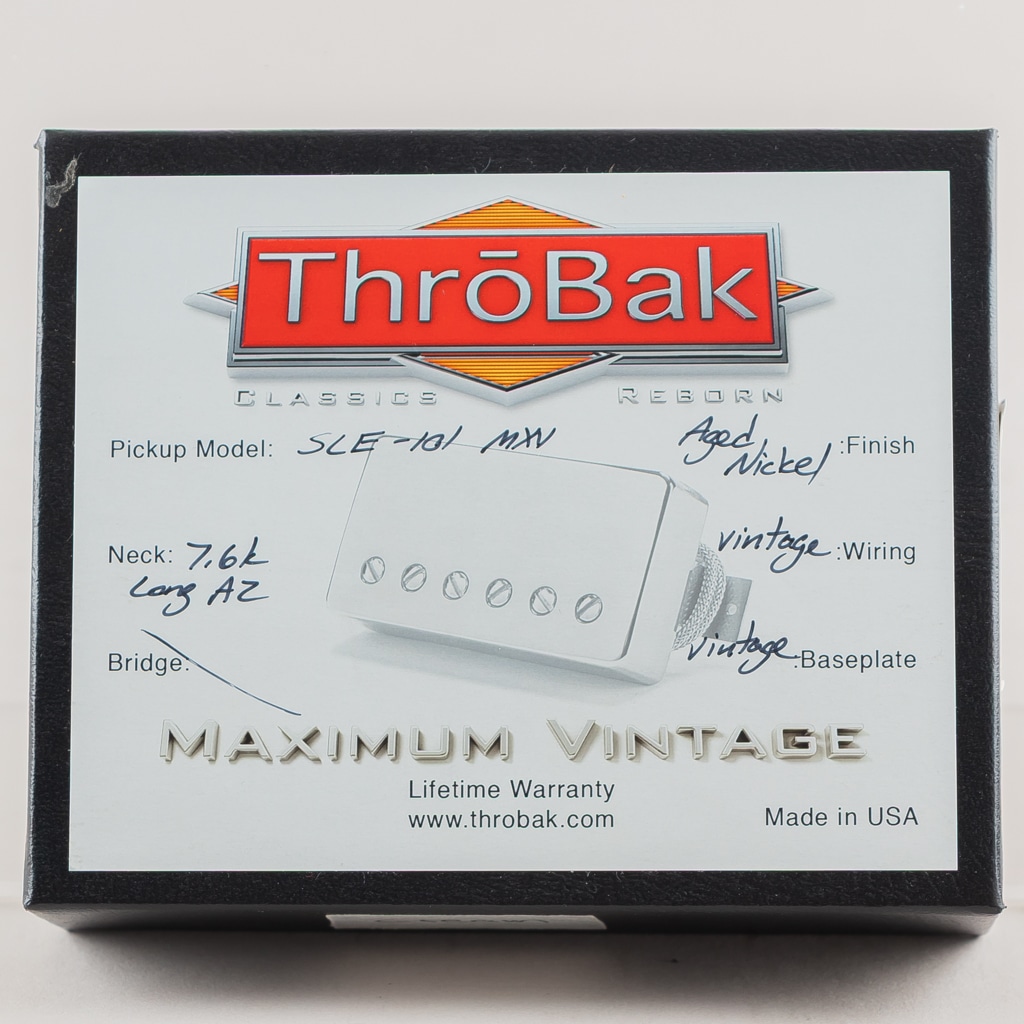 ThrōBak
CLASSICS REBORN
Pickup Model: SLE-101 MXV
Aged Nickel :Finish
Neck: 7.6k
Long A2
vintage :Wiring
Bridge:
vintage :Baseplate
MAXIMUM VINTAGE
Lifetime Warranty
www.throbak.com
Made in USA